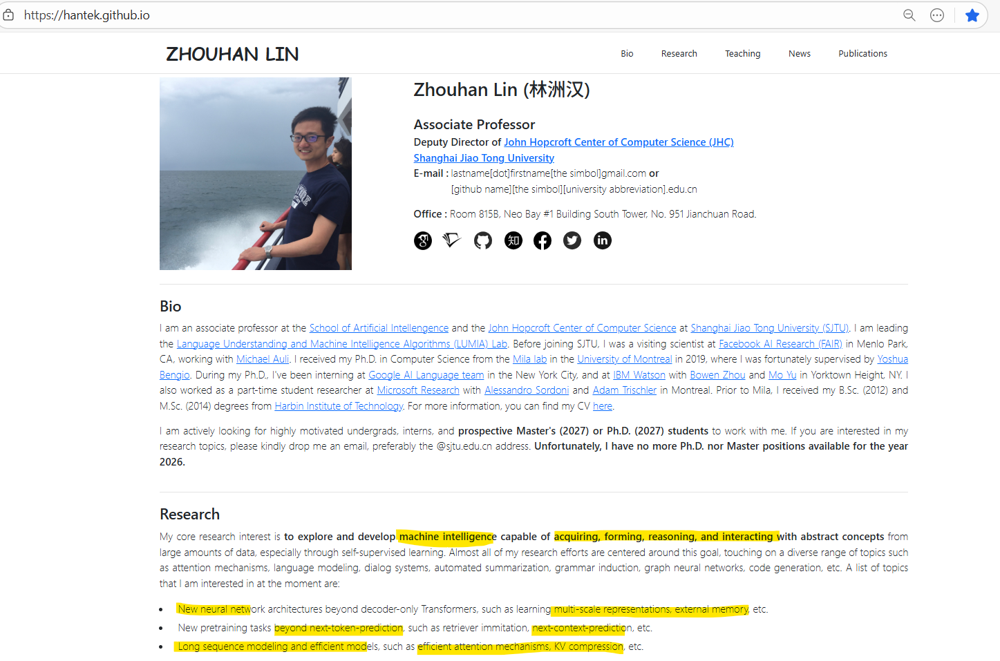 https://hantek.github.io
ZHOUHAN LIN
Bio
Research
Teaching
News
Publications
Zhouhan Lin (林洲汉)
Associate Professor
Deputy Director of John Hopcroft Center of Computer Science (JHC)
Shanghai Jiao Tong University
E-mail : lastname[dot]firstname[the simbol]gmail.com or
[github name][the simbol][university abbreviation].edu.cn
Office : Room 815B, Neo Bay #1 Building South Tower, No. 951 Jianchuan Road.
知
in
Bio
I am an associate professor at the School of Artificial Intellengence and the John Hopcroft Center of Computer Science at Shanghai Jiao Tong University (SJTU). I am leading
the Language Understanding and Machine Intelligence Algorithms (LUMIA) Lab. Before joining SJTU, I was a visiting scientist at Facebook AI Research (FAIR) in Menlo Park,
CA, working with Michael Auli. I received my Ph.D. in Computer Science from the Mila lab in the University of Montreal in 2019, where I was fortunately supervised by Yoshua
Bengio. During my Ph.D., I've been interning at Google AI Language team in the New York City, and at IBM Watson with Bowen Zhou and Mo Yu in Yorktown Height, NY. I
also worked as a part-time student researcher at Microsoft Research with Alessandro Sordoni and Adam Trischler in Montreal. Prior to Mila, I received my B.Sc. (2012) and
M.Sc. (2014) degrees from Harbin Institute of Technology. For more information, you can find my CV here.
I am actively looking for highly motivated undergrads, interns, and prospective Master's (2027) or Ph.D. (2027) students to work with me. If you are interested in my
research topics, please kindly drop me an email, preferably the @sjtu.edu.cn address. Unfortunately, I have no more Ph.D. nor Master positions available for the year
2026.
Research
My core research interest is to explore and develop machine intelligence capable of acquiring, forming, reasoning, and interacting with abstract concepts from
large amounts of data, especially through self-supervised learning. Almost all of my research efforts are centered around this goal, touching on a diverse range of topics such
as attention mechanisms, language modeling, dialog systems, automated summarization, grammar induction, graph neural networks, code generation, etc. A list of topics
that I am interested in at the moment are:
• New neural network architectures beyond decoder-only Transformers, such as learning multi-scale representations, external memory, etc.
• New pretraining tasks beyond next-token-prediction, such as retriever immitation, next-context-prediction, etc.
• Long sequence modeling and efficient models, such as efficient attention mechanisms, KV compression, etc.